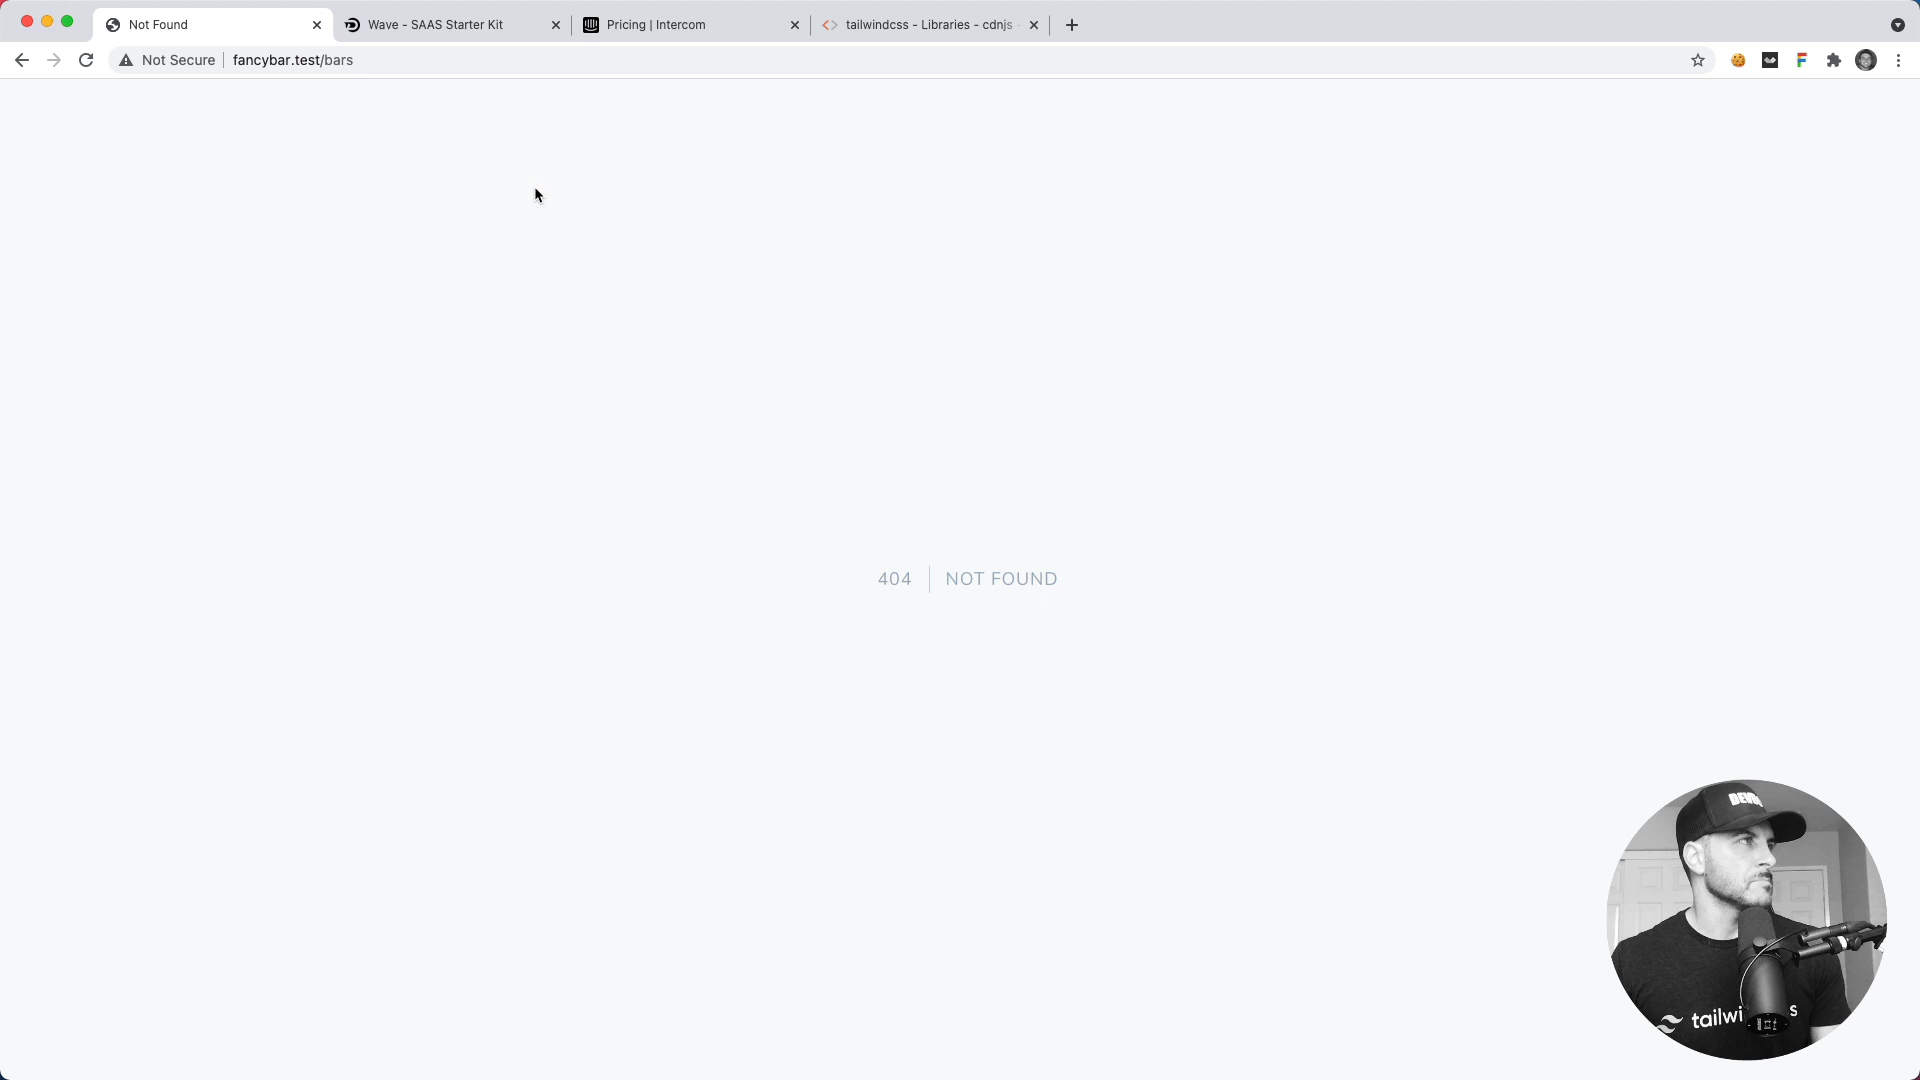 Not Found
Wave - SAAS Starter Kit
Pricing | Intercom
tailwindcss - Libraries - cdnjs -
Not Secure
fancybar.test/bars
404
NOT FOUND